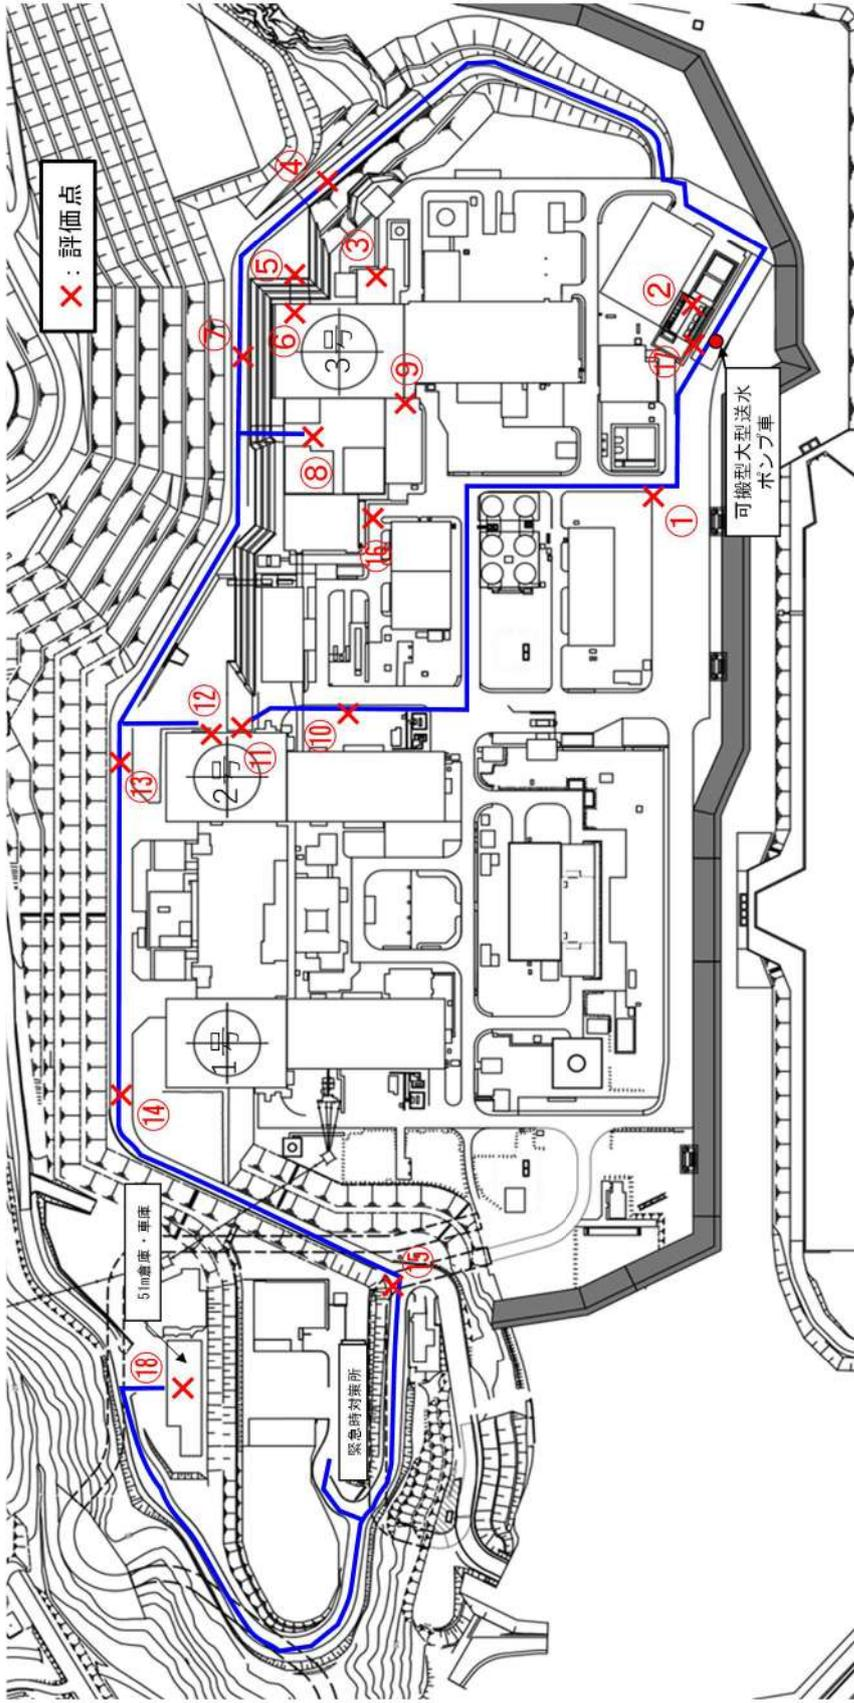 ×：評価点
④
③
⑤
⑥
⑦
3号
②
⑰
可搬型大型送水
ポンプ車
⑨
⑧
⑯
①
⑫
⑪
⑩
2号
⑬
1号
⑭
51m倉庫・車庫
⑮
⑱
緊急時対策所